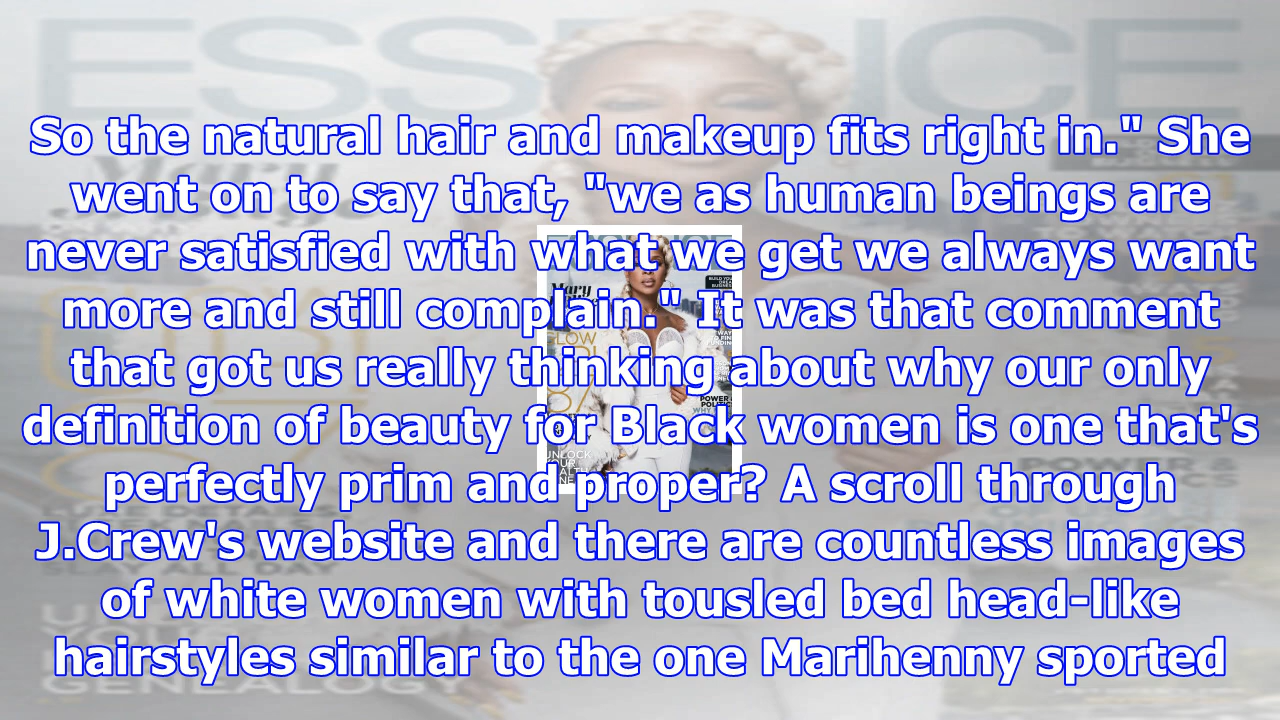 So the natural hair and makeup fits right in." She
went on to say that, "we as human beings are
never satisfied with what we get we always want
more and still complain." It was that comment
that got us really thinking about why our only
definition of beauty for Black women is one that's
perfectly prim and proper? A scroll through
J.Crew's website and there are countless images
of white women with tousled bed head-like
hairstyles similar to the one Marihenny sported